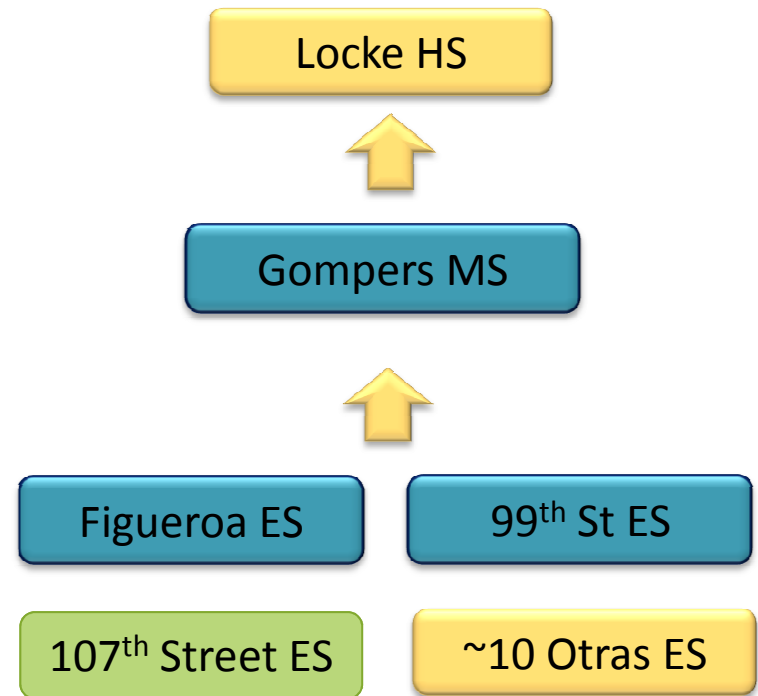 Locke HS
Gompers MS
Figueroa ES
99th St ES
107th Street ES
~10 Otras ES